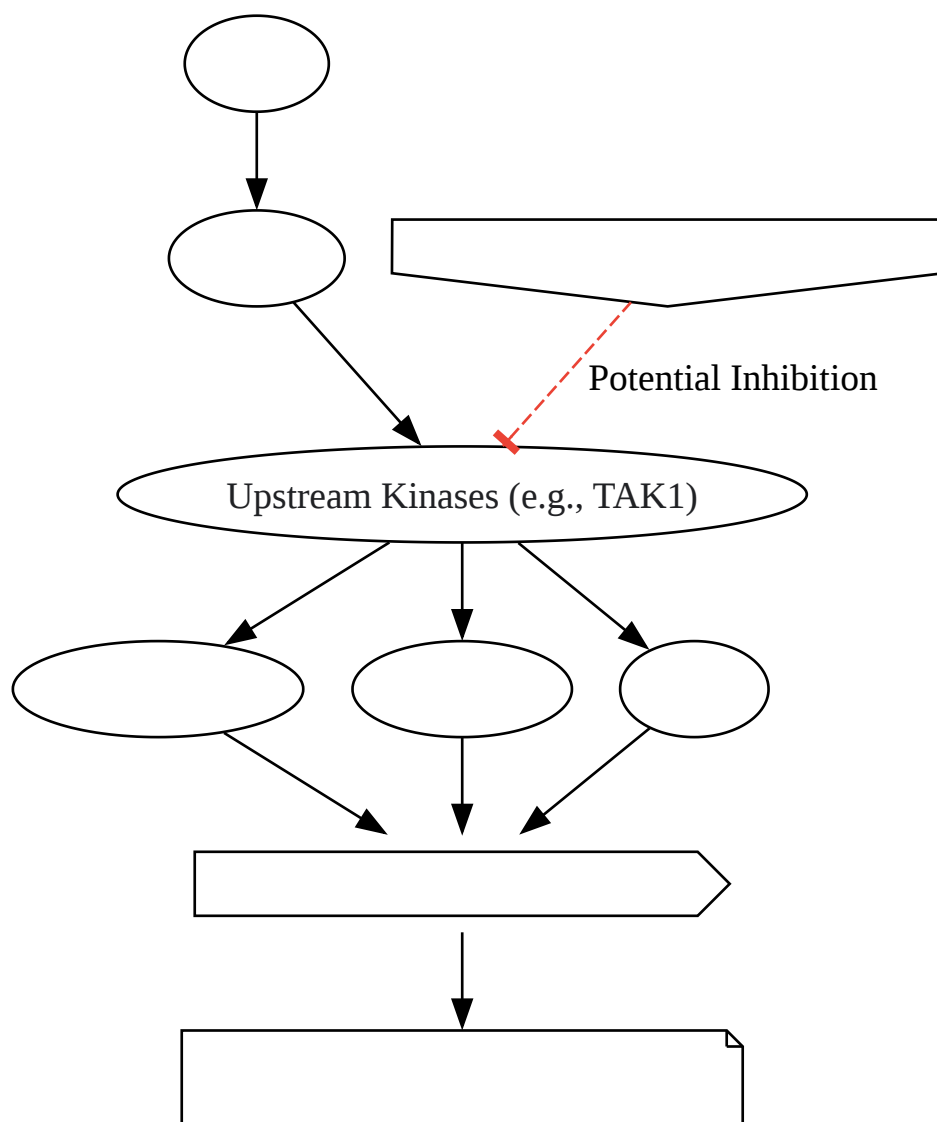 Potential Inhibition
Upstream Kinases (e.g., TAK1)